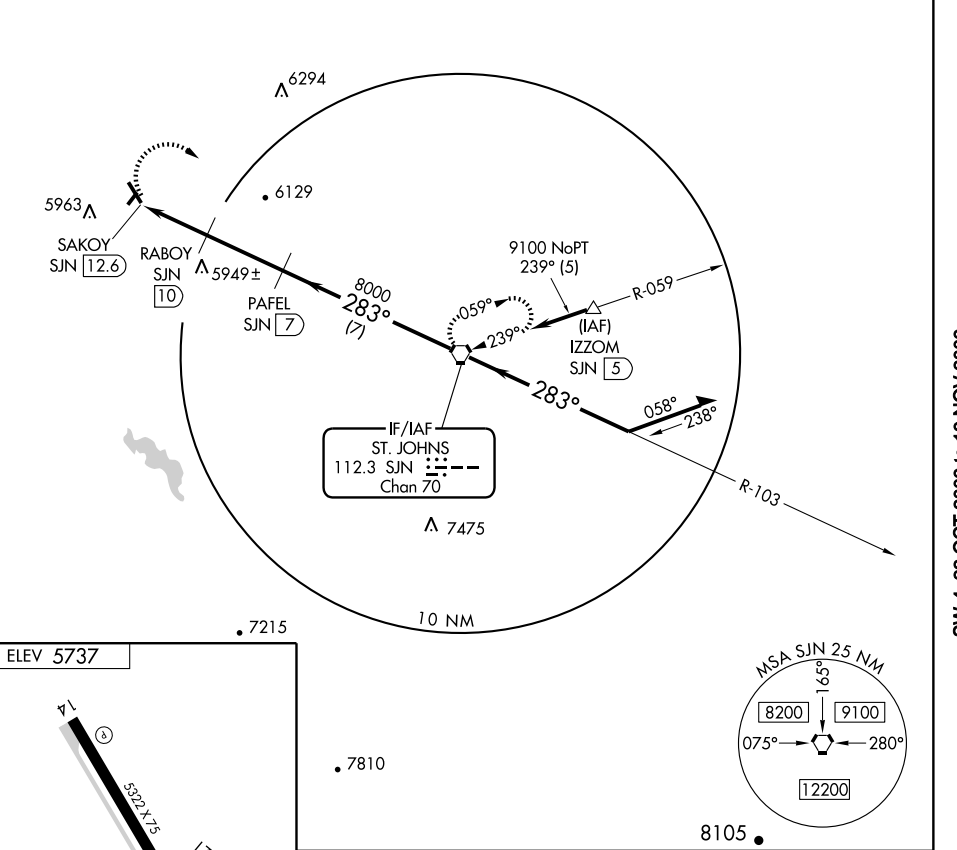 6294
6129
5963
SAKOY
SJN 12.6
RABOY
SJN
10
5949±
PAFEL
SJN 7
8000
283°
(7)
9100 NoPT
239° (5)
R-059
059°
239°
(IAF)
IZZOM
SJN 5
283°
058°
238°
R-103
IF/IAF
ST. JOHNS
112.3 SJN
Chan 70
7475
10 NM
7215
ELEV 5737
14
P
5322 X 75
7810
MSA SJN 25 NM
165°
8200
9100
075°
280°
12200
8105